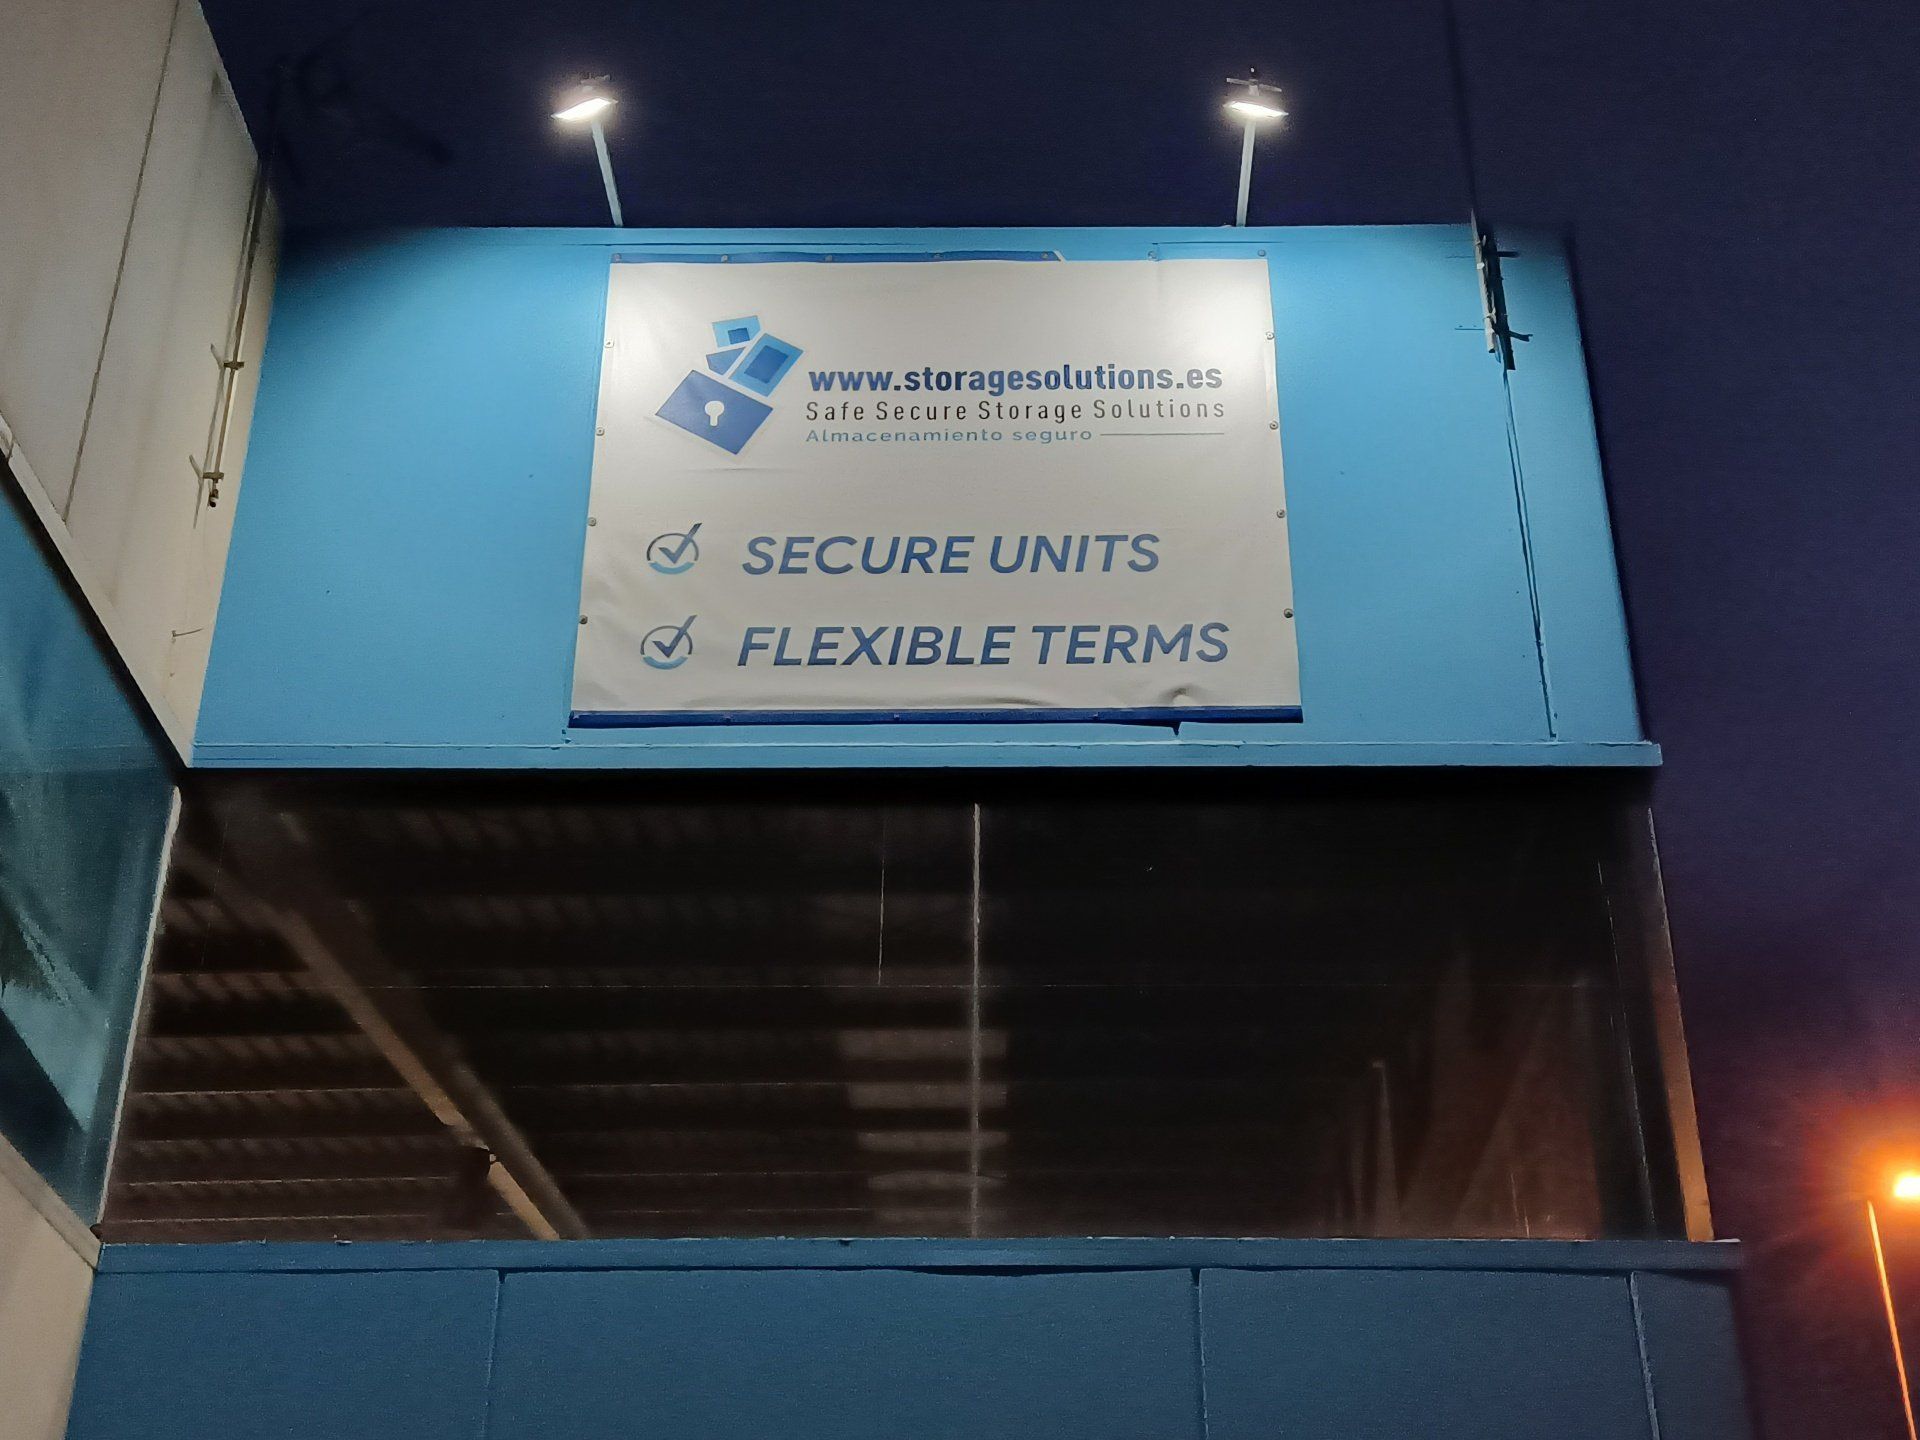 www.storagesolutions.es
Safe Secure Storage Solutions
Almacenamiento seguro
SECURE UNITS
FLEXIBLE TERMS